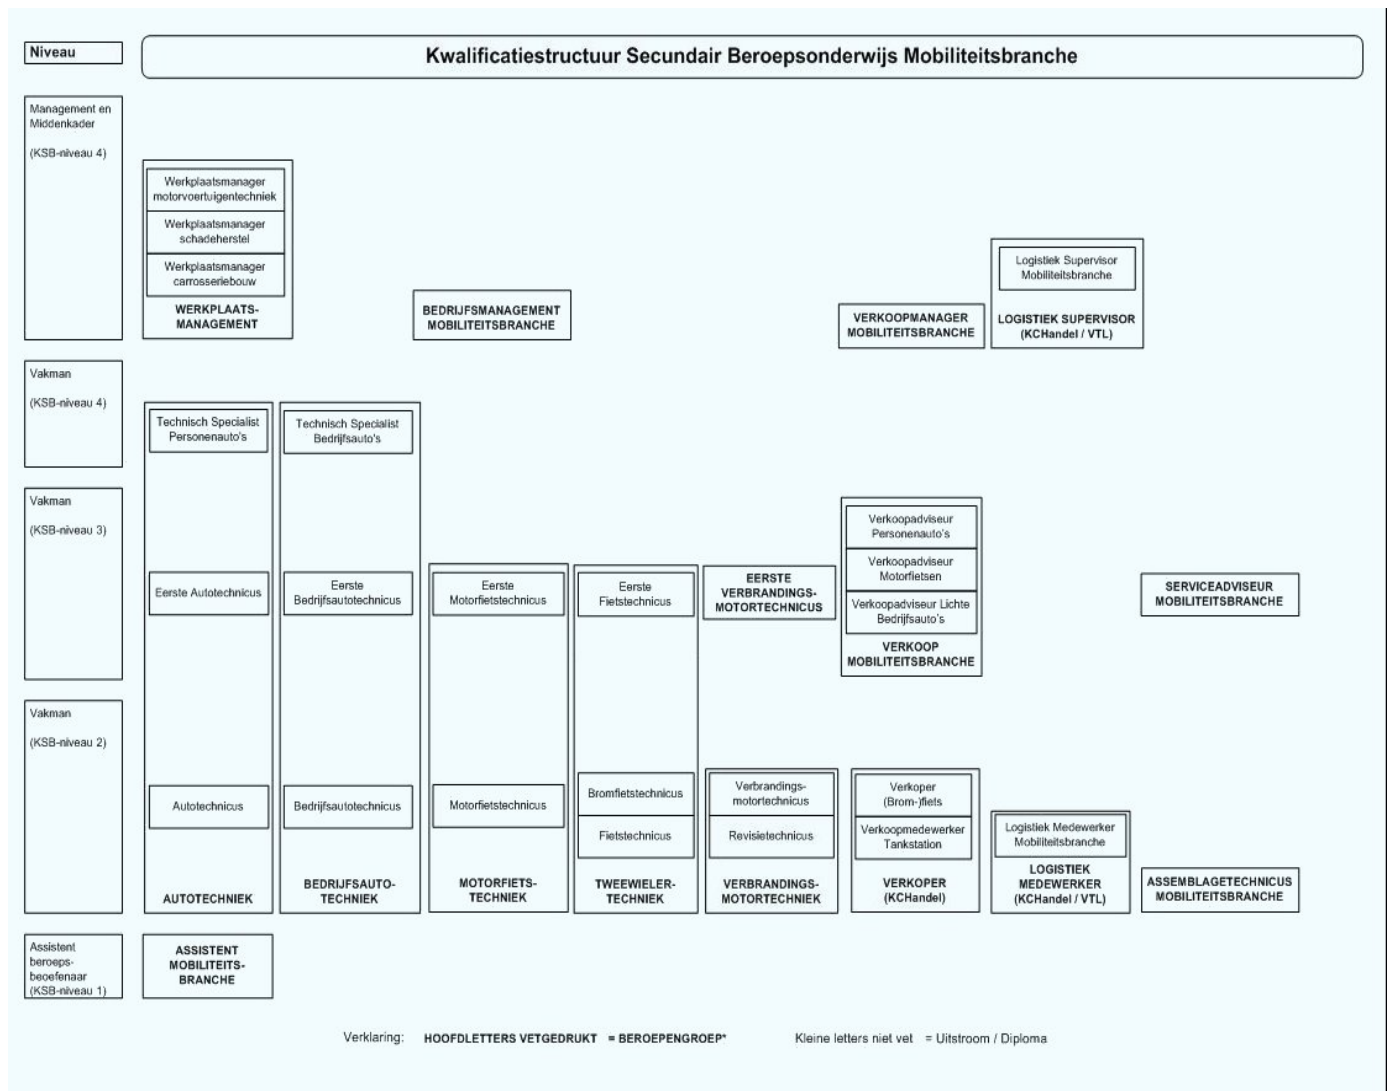 Niveau
Kwalificatiestructuur Secundair Beroepsonderwijs Mobiliteitsbranche
Management en
Middenkader
(KSB-niveau 4)
Werkplaatsmanager
motorvoertuigentechniek
Werkplaatsmanager
schadeherstel
Werkplaatsmanager
carrosseriebouw
WERKPLAATS-
MANAGEMENT
BEDRIJFSMANAGEMENT
MOBILITEITSBRANCHE
VERKOOPMANAGER
MOBILITEITSBRANCHE
Logistiek Supervisor
Mobiliteitsbranche
LOGISTIEK SUPERVISOR
(KCHandel / VTL)
Vakman
(KSB-niveau 4)
Technisch Specialist
Personenauto's
Technisch Specialist
Bedrijfsauto's
Vakman
(KSB-niveau 3)
Eerste Autotechnicus
Eerste
Bedrijfsautotechnicus
Eerste
Motorfietstechnicus
Eerste
Fietstechnicus
EERSTE
VERBRANDINGS-
MOTORTECHNICUS
Verkoopadviseur
Personenauto's
Verkoopadviseur
Motorfietsen
Verkoopadviseur Lichte
Bedrijfsauto's
VERKOOP
MOBILITEITSBRANCHE
SERVICEADVISEUR
MOBILITEITSBRANCHE
Vakman
(KSB-niveau 2)
Autotechnicus
Bedrijfsautotechnicus
Motorfietstechnicus
Bromfietstechnicus
Fietstechnicus
Verbrandings-
motortechnicus
Revisietechnicus
Verkoper
(Brom-)fiets
Verkoopmedewerker
Tankstation
Logistiek Medewerker
Mobiliteitsbranche
AUTOTECHNIEK
BEDRIJFSAUTO-
TECHNIEK
MOTORFIETS-
TECHNIEK
TWEEWIELER-
TECHNIEK
VERBRANDINGS-
MOTORTECHNIEK
VERKOPER
(KCHandel)
LOGISTIEK
MEDEWERKER
(KCHandel / VTL)
ASSEMBLAGETECHNICUS
MOBILITEITSBRANCHE
Assistent
beroeps-
beoefenaar
(KSB-niveau 1)
ASSISTENT
MOBILITEITS-
BRANCHE
Verklaring: HOOFDLETTERS VETGEDRUKT = BEROEPENGROEP* Kleine letters niet vet = Uitstroom / Diploma